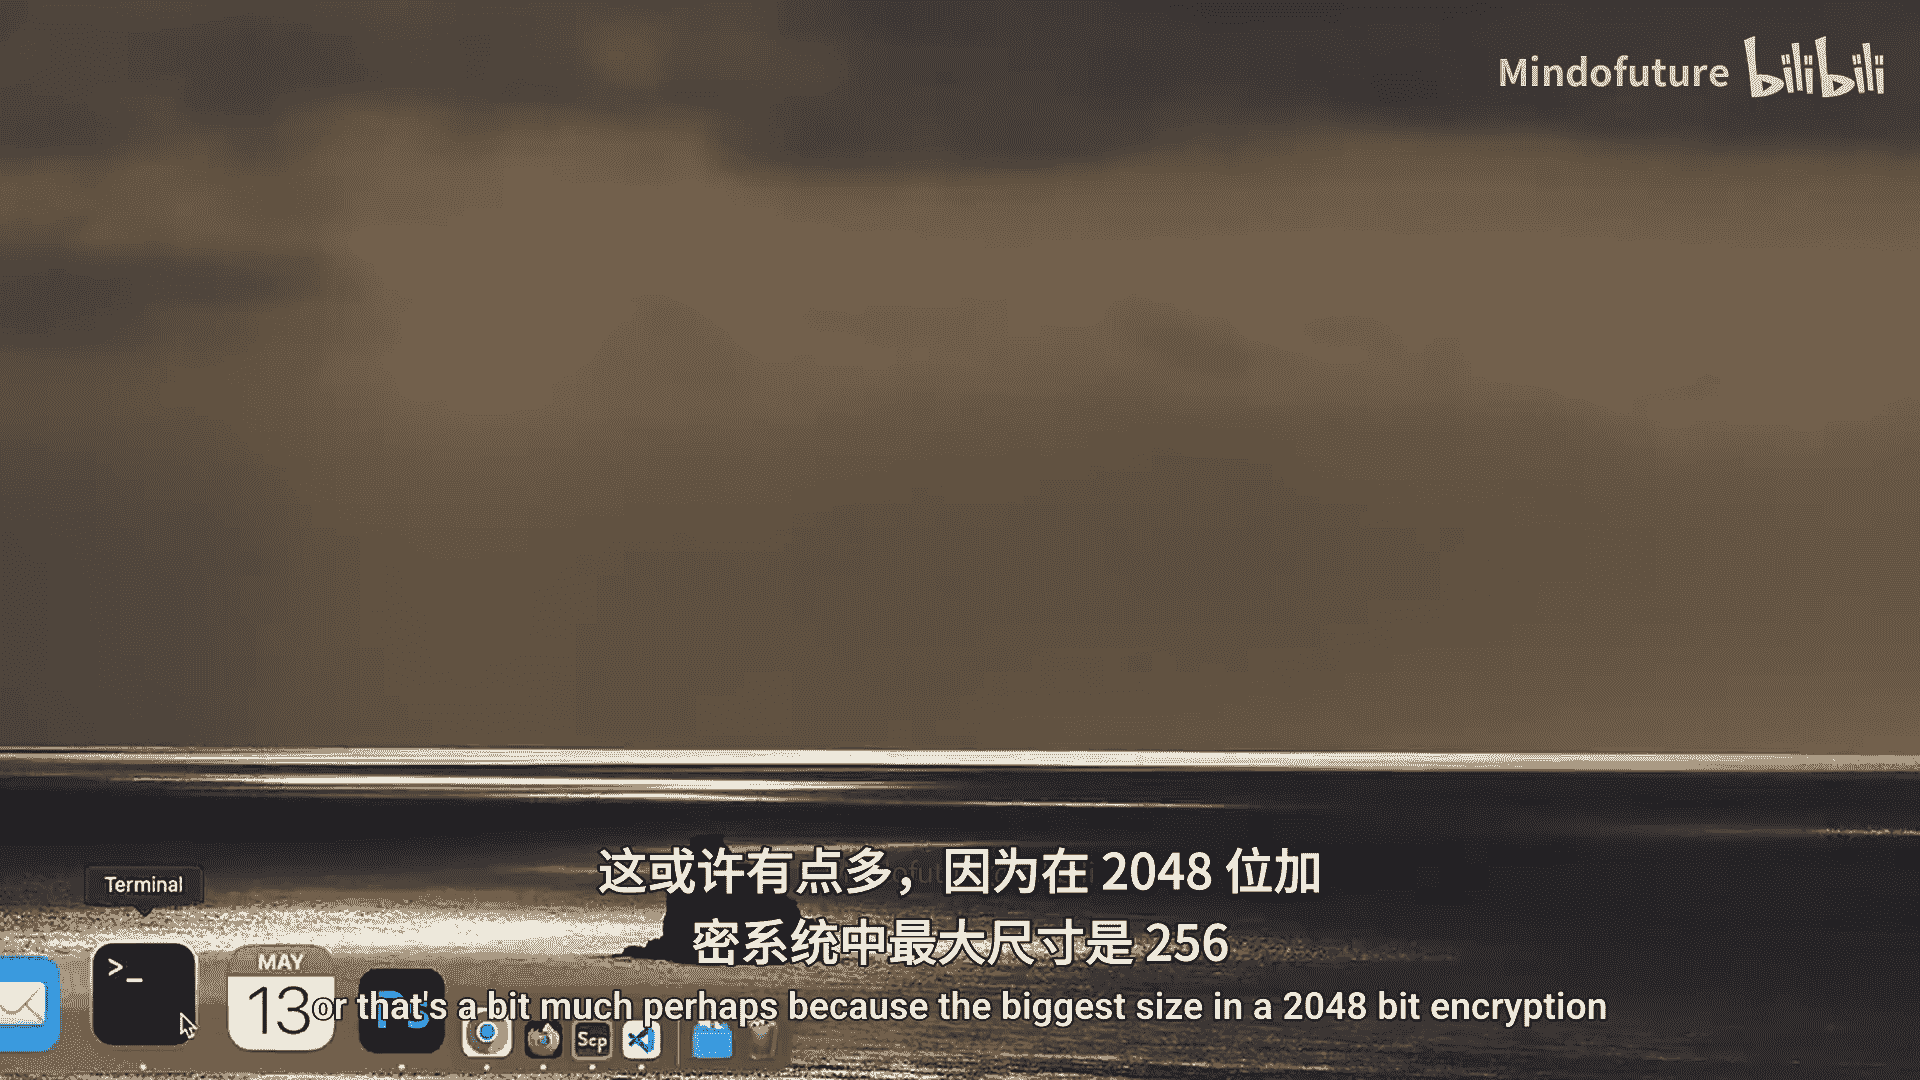 Mindofuture bilibili
这或许有点多，因为在 2048 位加
密系统中最大尺寸是 256
or that's a bit much perhaps because the biggest size in a 2048 bit encryption
Terminal
>_
MAY
13
Ps
Scp